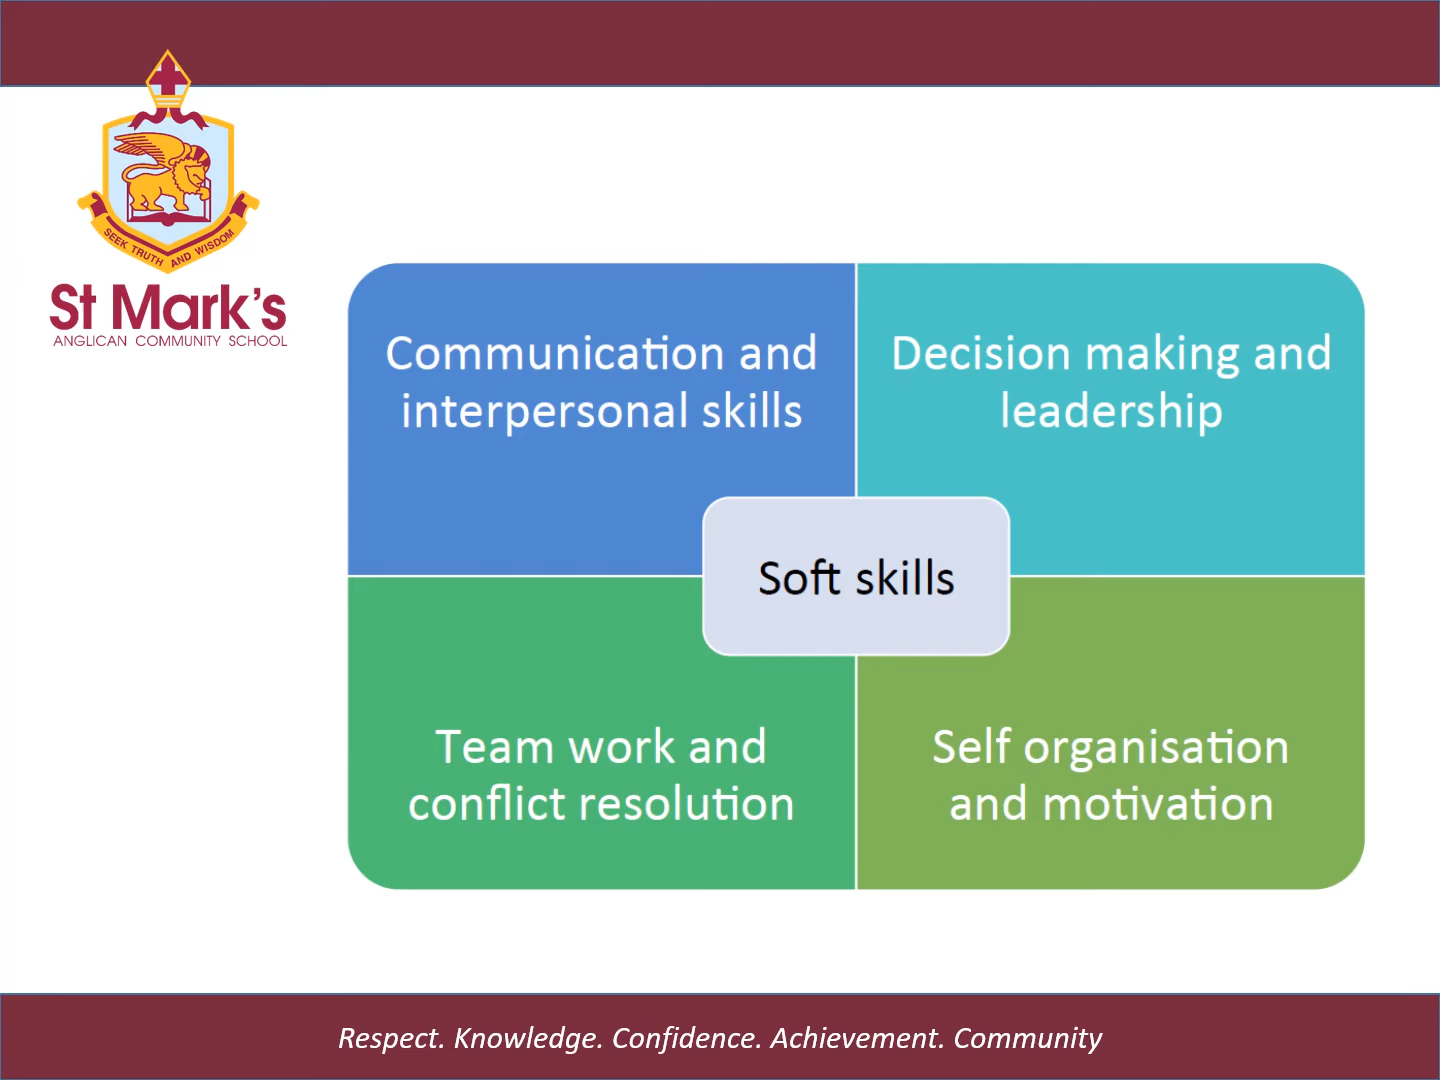 SEEK TRUTH AND WISDOM
St Mark's
ANGLICAN COMMUNITY SCHOOL
Communication and
interpersonal skills
Decision making and
leadership
Soft skills
Team work and
conflict resolution
Self organisation
and motivation
Respect. Knowledge. Confidence. Achievement. Community